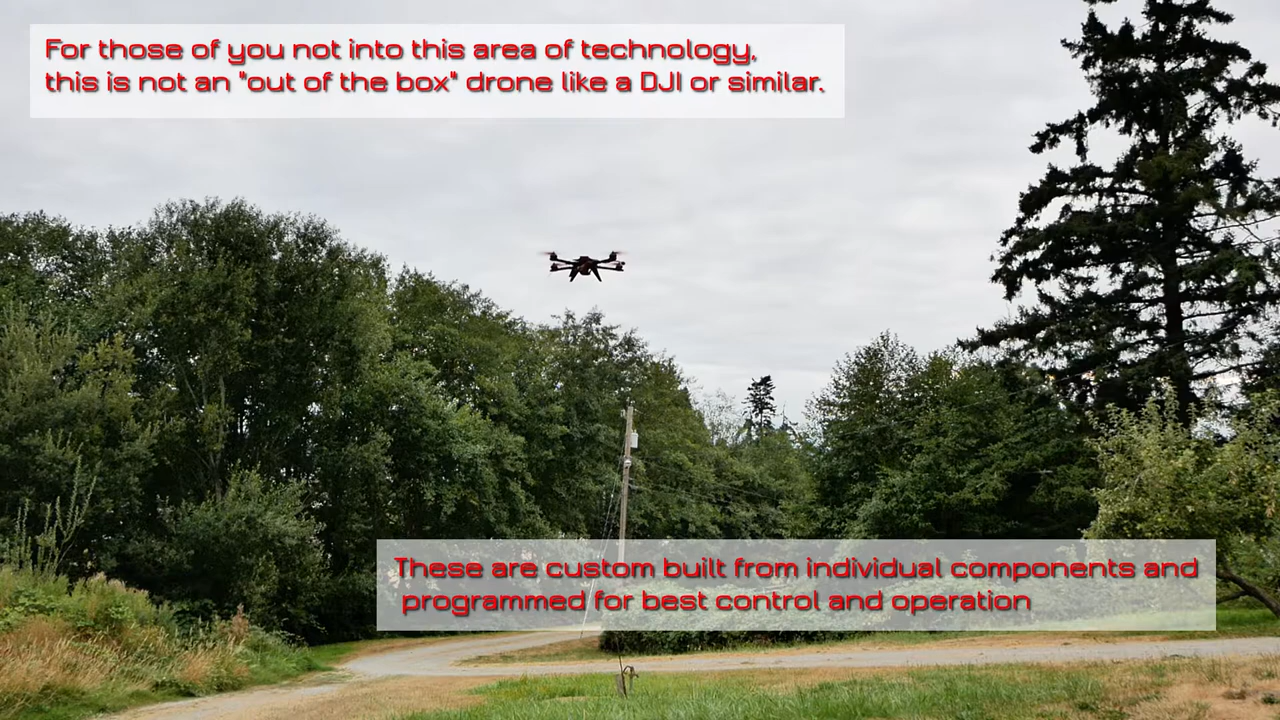 For those of you not into this area of technology,
this is not an "out of the box" drone like a DJI or similar.
These are custom built from individual components and
programmed for best control and operation